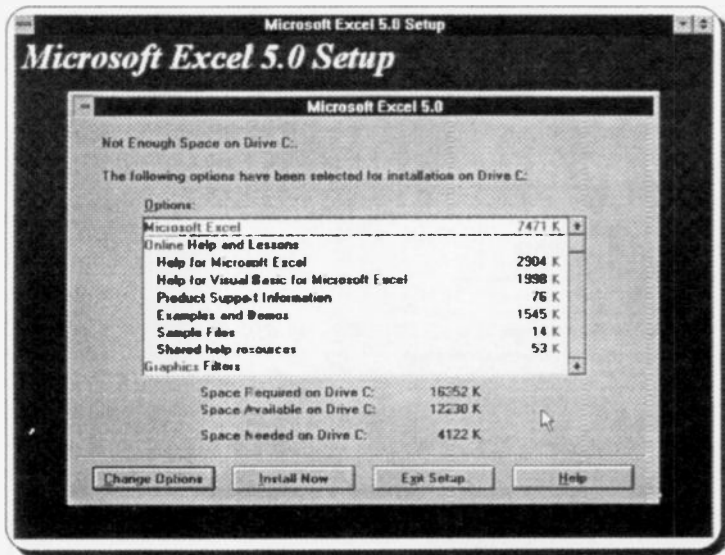 Microsoft Excel 5.0 Setup
Microsoft Excel 5.0 Setup
Microsoft Excel 5.0
Not Enough Space on Drive C:.
The following options have been selected for installation on Drive C:
Options:
Microsoft Excel 7471 K
Online Help and Lessons
Help for Microsoft Excel 2904 K
Help for Visual Basic for Microsoft Excel 1998 K
Product Support Information 76 K
Examples and Demos 1545 K
Sample Files 14 K
Shared help resources 53 K
Graphics Filters
Space Required on Drive C: 16352 K
Space Available on Drive C: 12230 K
Space Needed on Drive C: 4122 K
Change Options Install Now Exit Setup Help